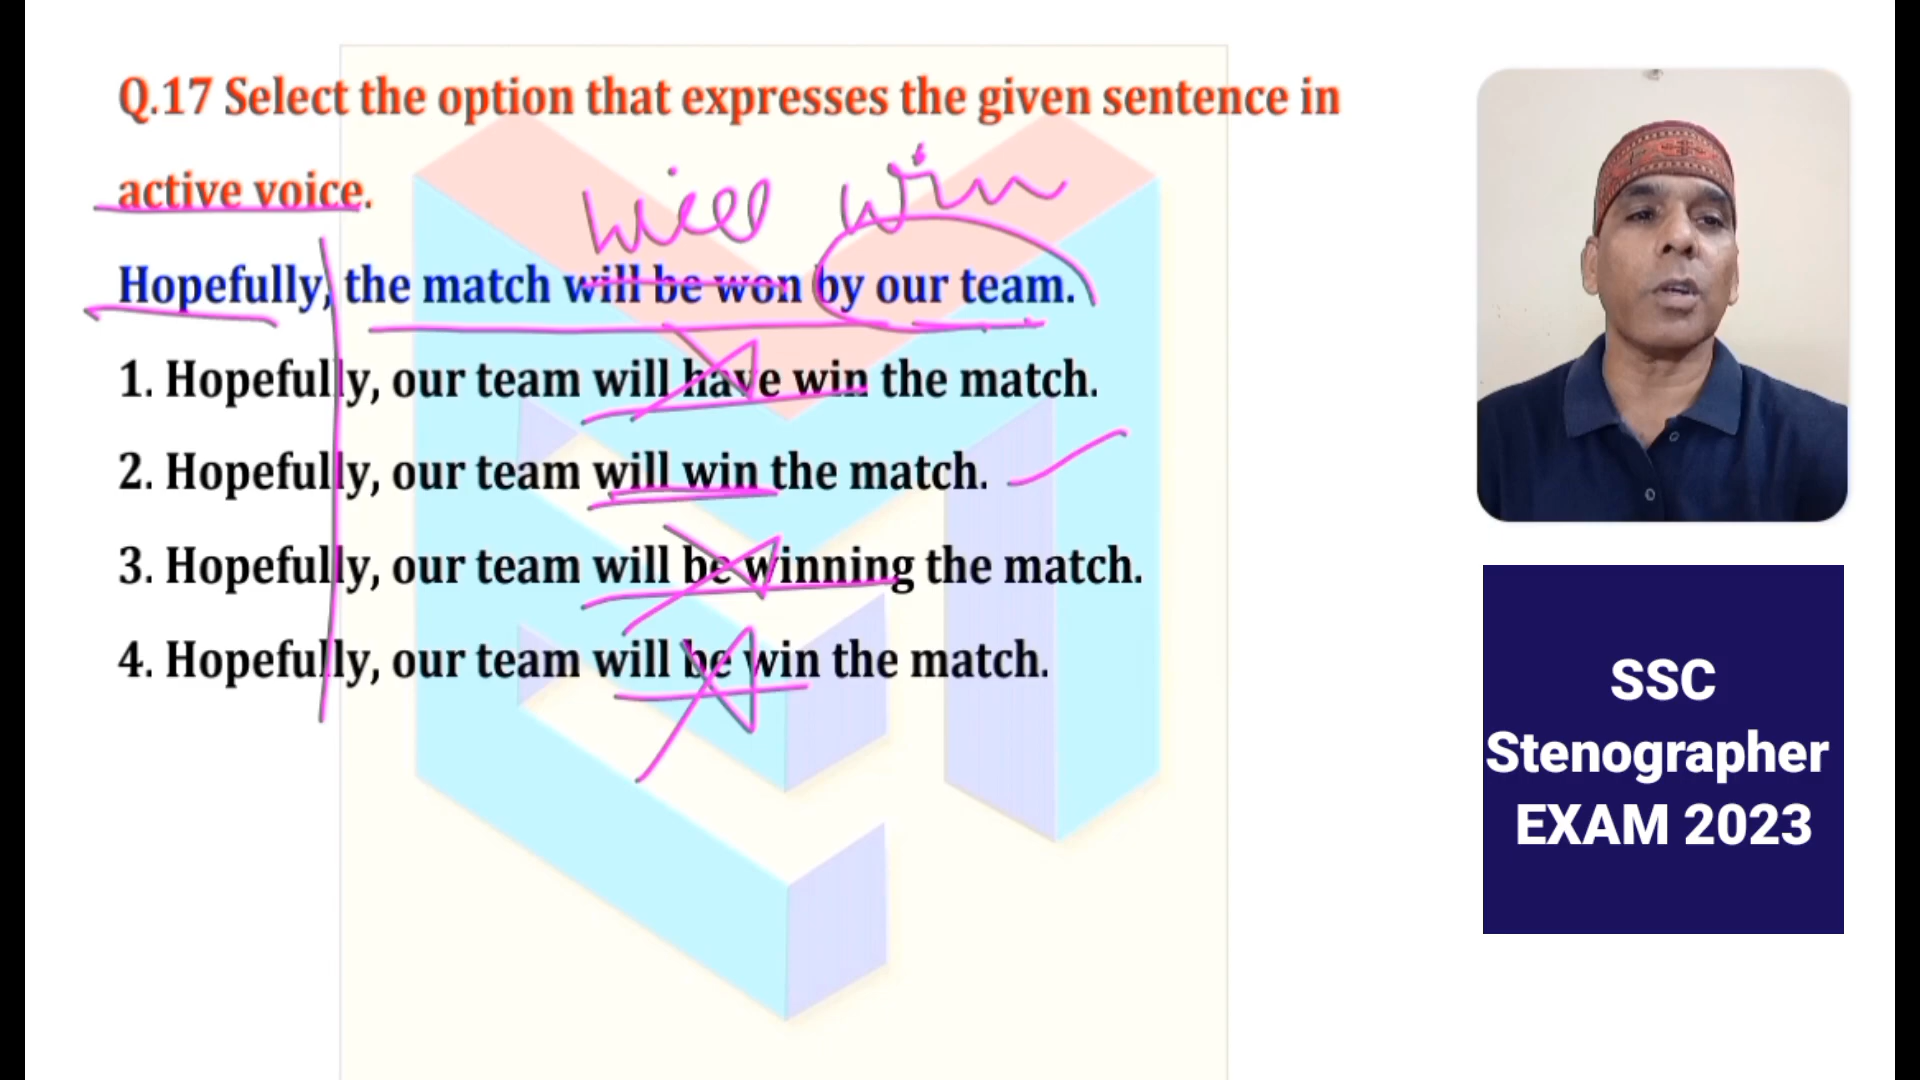 Q.17 Select the option that expresses the given sentence in
active voice.
will win
Hopefully, the match will be won by our team.
1. Hopefully, our team will have win the match.
2. Hopefully, our team will win the match.
3. Hopefully, our team will be winning the match.
4. Hopefully, our team will be win the match.
SSC
Stenographer
EXAM 2023